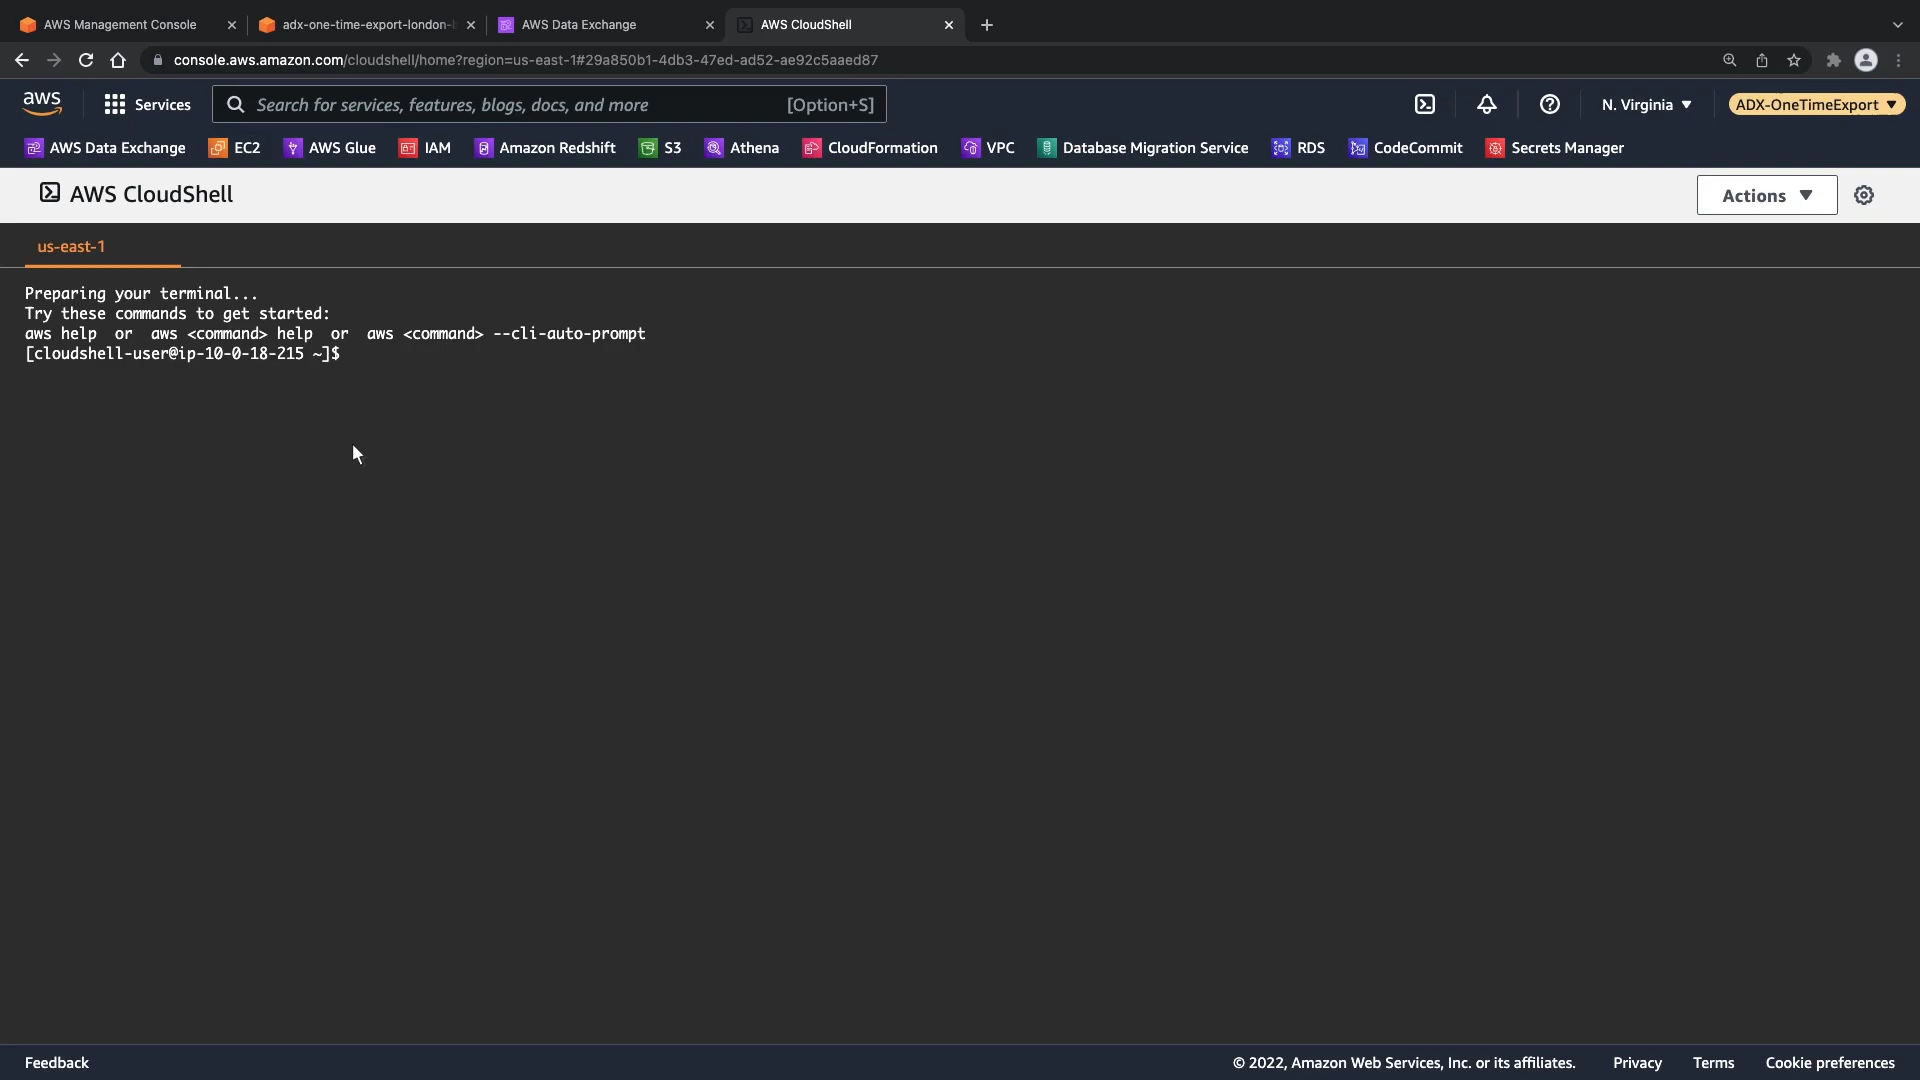 AWS Management Console
adx-one-time-export-london-
AWS Data Exchange
AWS CloudShell
console.aws.amazon.com/cloudshell/home?region=us-east-1#29a850b1-4db3-47ed-ad52-ae92c5aaed87
aws
Services
Search for services, features, blogs, docs, and more
[Option+S]
N. Virginia
ADX-OneTimeExport
AWS Data Exchange
EC2
AWS Glue
IAM
Amazon Redshift
S3
Athena
CloudFormation
VPC
Database Migration Service
RDS
CodeCommit
Secrets Manager
AWS CloudShell
Actions
us-east-1
Preparing your terminal...
Try these commands to get started:
aws help or aws <command> help or aws <command> --cli-auto-prompt
[cloudshell-user@ip-10-0-18-215 ~]$
Feedback
© 2022, Amazon Web Services, Inc. or its affiliates.
Privacy
Terms
Cookie preferences